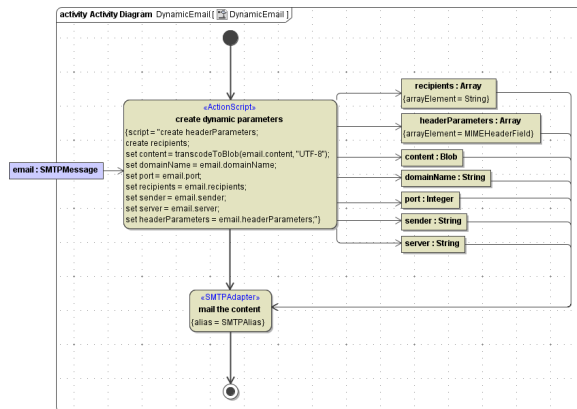 activity Activity Diagram DynamicEmail [ DynamicEmail ]
«ActionScript»
create dynamic parameters
{script = "create headerParameters;
create recipients;
set content = transcodeToBlob(email.content,"UTF-8");
set domainName = email.domainName;
set port = email.port;
set recipients = email.recipients;
set sender = email.sender;
set server = email.server;
set headerParameters = email.headerParameters;"}
email : SMTPMessage
recipients : Array
{arrayElement = String}
headerParameters : Array
{arrayElement = MIMEHeaderField}
content : Blob
domainName : String
port : Integer
sender : String
server : String
«SMTPAdapter»
mail the content
{alias = SMTPAlias}